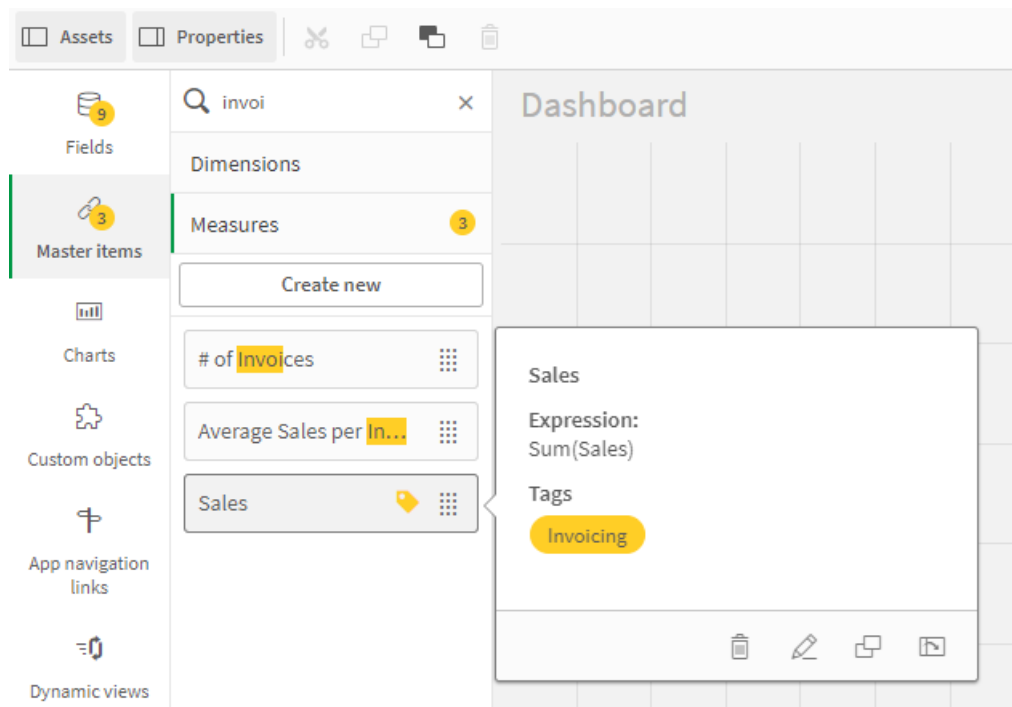 Assets Properties
9
Fields
3
Master items
Charts
Custom objects
App navigation
links
Dynamic views
invoi
Dimensions
Measures 3
Create new
# of Invoices
Average Sales per In...
Sales
Dashboard
Sales
Expression:
Sum(Sales)
Tags
Invoicing